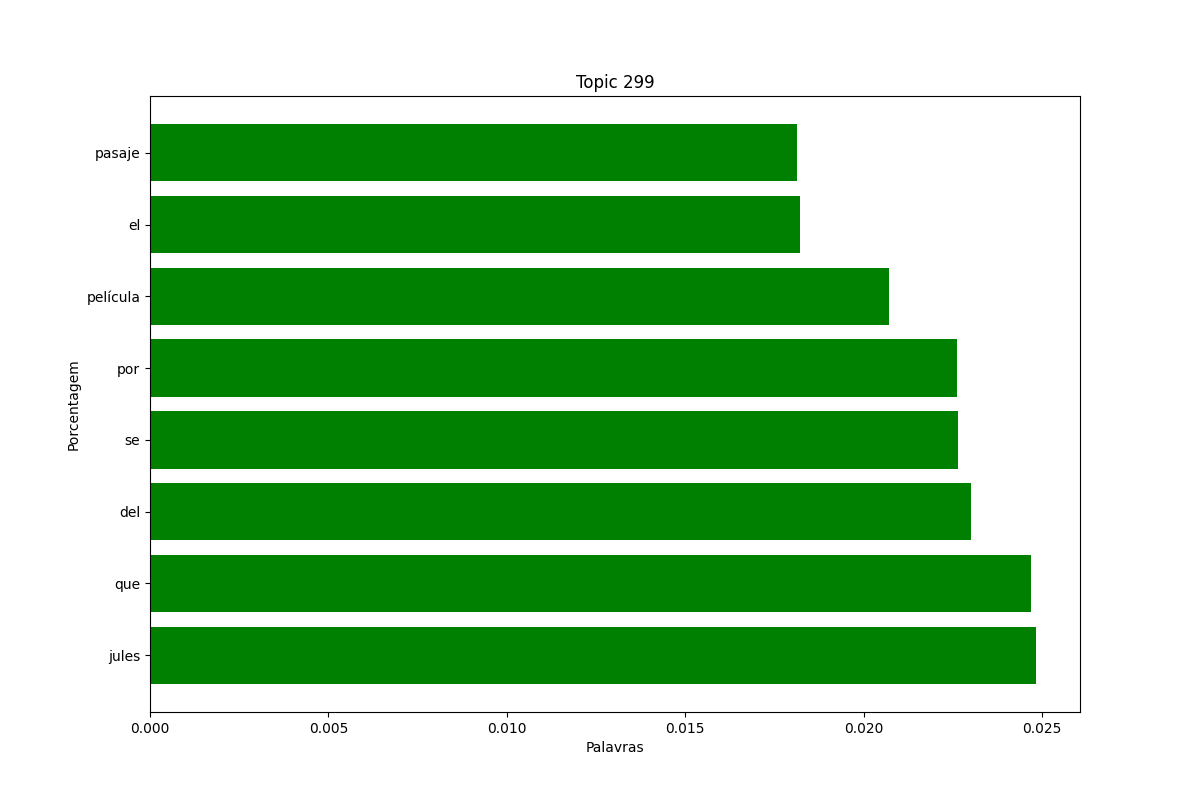 Topic 299
pasaje
el
película
por
se
del
que
jules
Porcentagem
0.000 0.005 0.010 0.015 0.020 0.025
Palavras